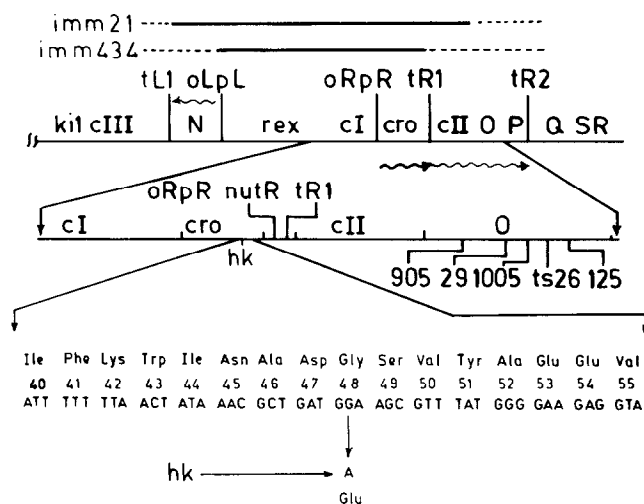 imm21
imm434
tL1 oLpL oRpR tR1 tR2
kil cIII N rex cI cro cII O P Q SR
oRpR nutR tR1
cI cro cII O
hk 905 29 1005 ts26 125
Ile Phe Lys Trp Ile Asn Ala Asp Gly Ser Val Tyr Ala Glu Glu Val
40 41 42 43 44 45 46 47 48 49 50 51 52 53 54 55
ATT TTT TTA ACT ATA AAC GCT GAT GGA AGC GTT TAT GGG GAA GAG GTA
hk A
Glu